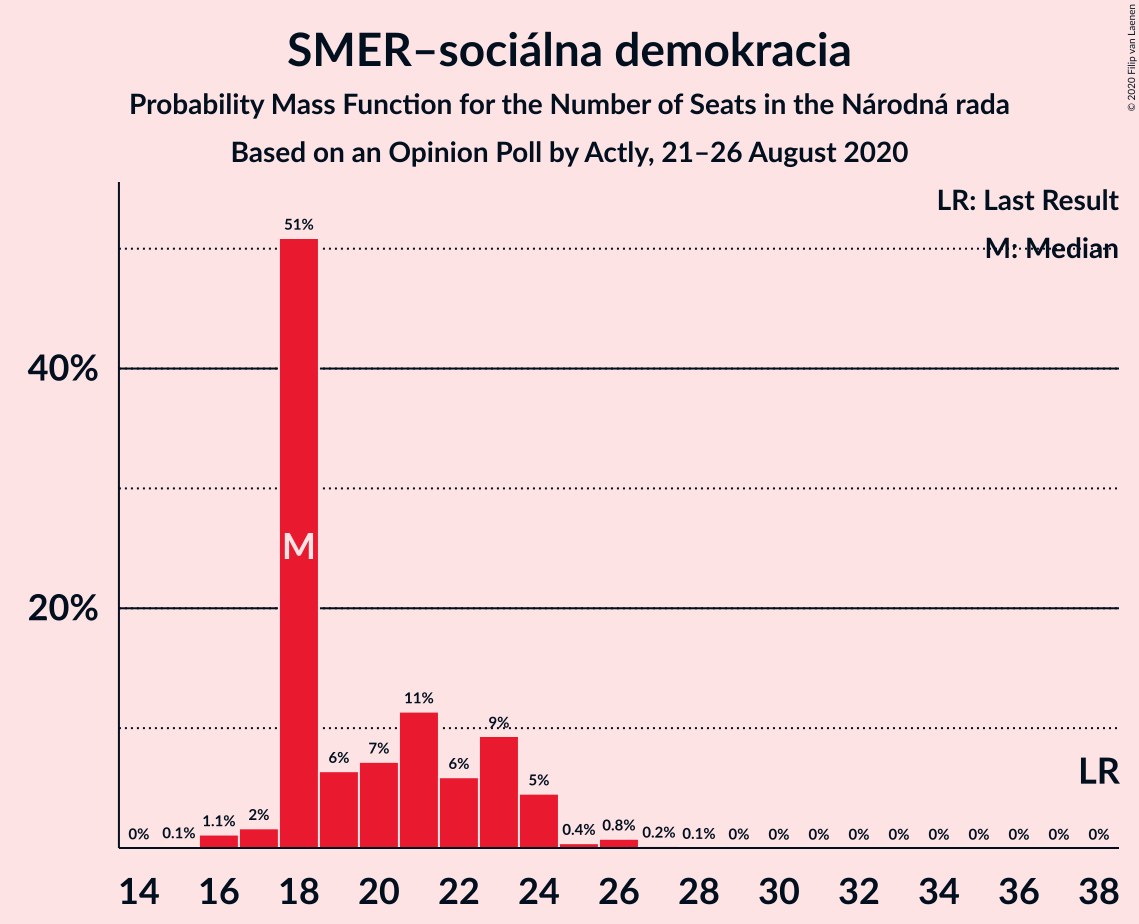 SMER–sociálna demokracia
Probability Mass Function for the Number of Seats in the Národná rada
Based on an Opinion Poll by Actly, 21–26 August 2020
© 2020 Filip van Laenen
LR: Last Result
M: Median
40%
20%
0% 0.1% 1.1% 2% 51% 6% 7% 11% 6% 9% 5% 0.4% 0.8% 0.2% 0.1% 0% 0% 0% 0% 0% 0% 0% 0% 0% 0%
M
LR
14 16 18 20 22 24 26 28 30 32 34 36 38